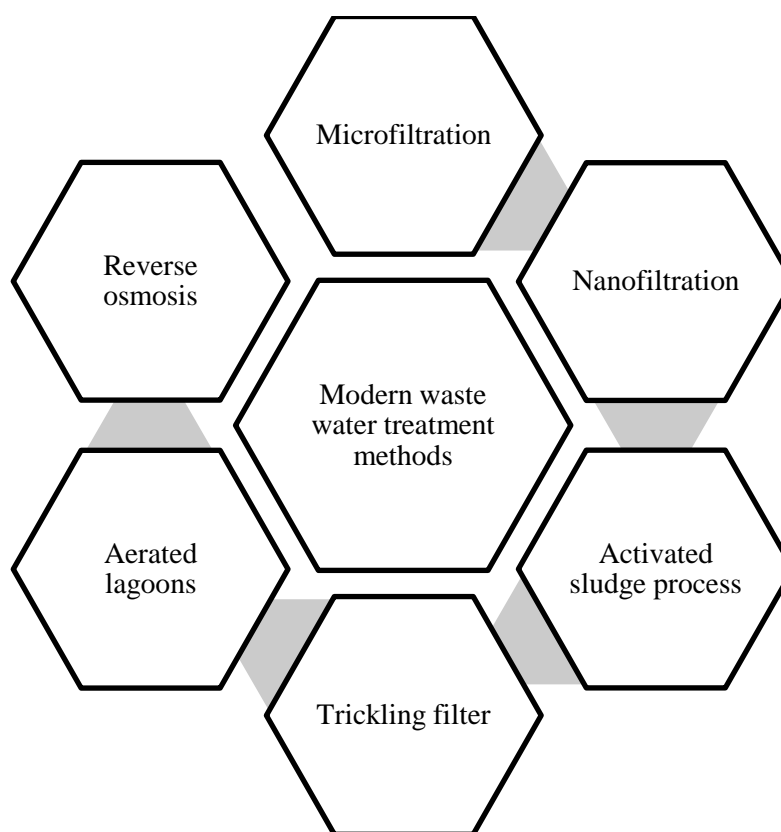 Microfiltration
Reverse
osmosis
Nanofiltration
Modern waste
water treatment
methods
Aerated
lagoons
Activated
sludge process
Trickling filter